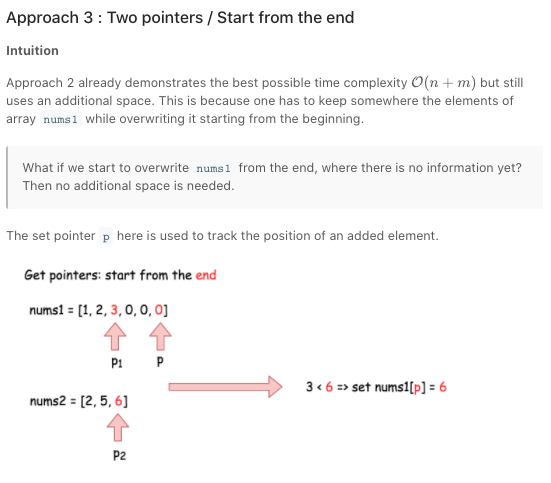 Approach 3 : Two pointers / Start from the end
Intuition
Approach 2 already demonstrates the best possible time complexity O(n + m) but still
uses an additional space. This is because one has to keep somewhere the elements of
array nums1 while overwriting it starting from the beginning.
What if we start to overwrite nums1 from the end, where there is no information yet?
Then no additional space is needed.
The set pointer p here is used to track the position of an added element.
Get pointers: start from the end
nums1 = [1, 2, 3, 0, 0, 0]
P1 P
3 < 6 => set nums1[p] = 6
nums2 = [2, 5, 6]
P2